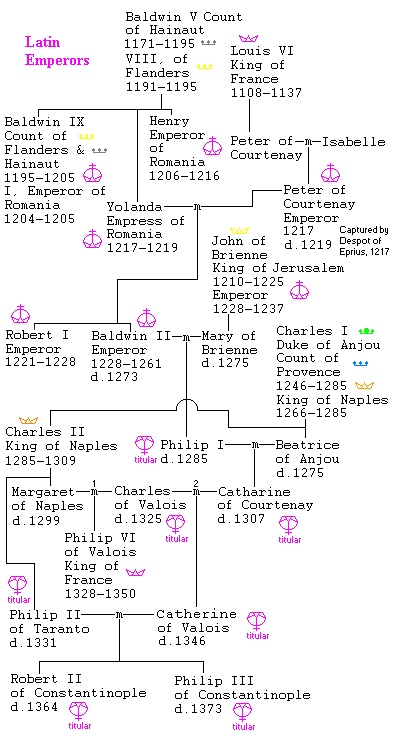 Latin
Emperors
Baldwin V Count
of Hainaut
1171–1195
VIII, of
Flanders
1191–1195
Louis VI
King of
France
1108–1137
Baldwin IX
Count of
Flanders &
Hainaut
1195–1205
I, Emperor of
Romania
1204–1205
Henry
Emperor
of
Romania
1206–1216
Peter of m Isabelle
Courtenay
Yolanda m
Empress of
Romania
1217–1219
Peter of
Courtenay
Emperor
1217
d.1219
Captured by
Despot of
Eprius, 1217
John of
Brienne
King of Jerusalem
1210–1225
Emperor
1228–1237
Robert I
Emperor
1221–1228
Baldwin II m Mary of
Emperor
1228–1261
d.1273
Brienne
d.1275
Charles I
Duke of Anjou
Count of
Provence
1246–1285
King of Naples
1266–1285
Charles II
King of Naples
1285–1309
titular
Philip I m Beatrice
d.1285
of Anjou
d.1275
1 2
Margaret m Charles m Catharine
of Naples
d.1299
of Valois
d.1325
titular
of Courtenay
d.1307
titular
Philip VI
of Valois
King of
France
1328–1350
titular
Philip II m Catherine
of Taranto
d.1331
of Valois
d.1346
titular
Robert II
of Constantinople
d.1364
titular
Philip III
of Constantinople
d.1373
titular